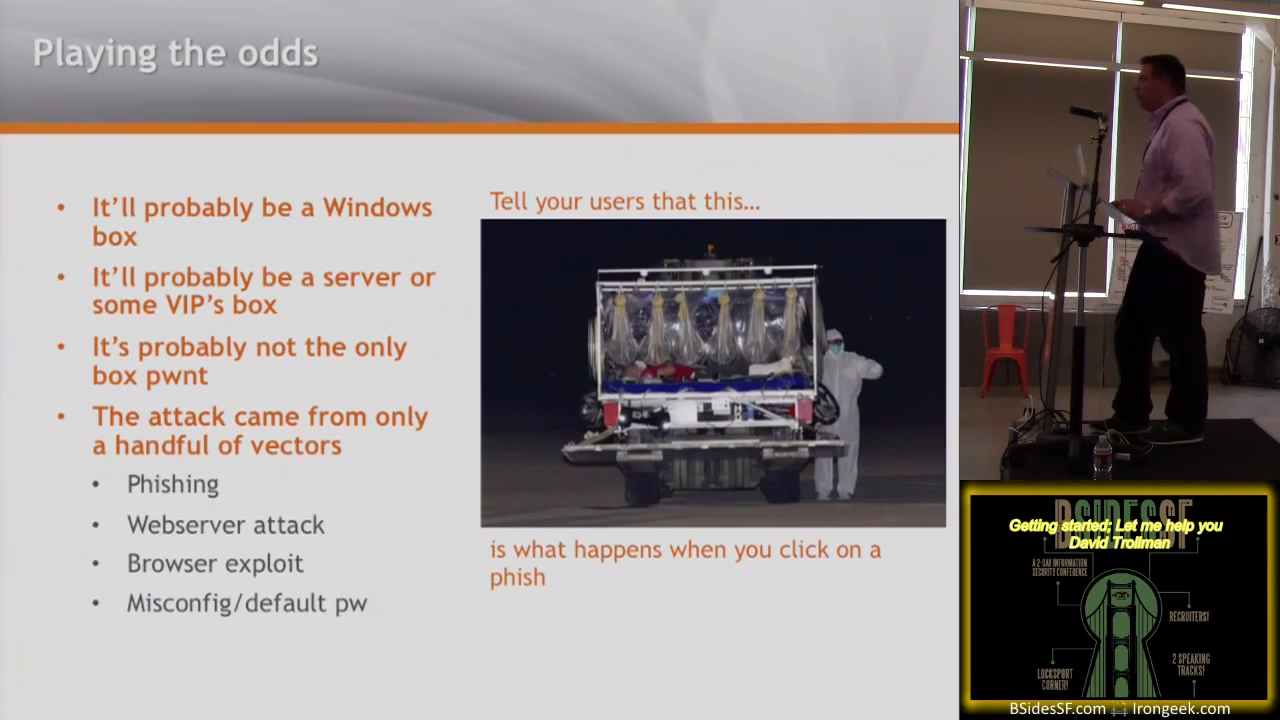 Playing the odds
• It'll probably be a Windows
box
• It'll probably be a server or
some VIP's box
• It's probably not the only
box pwnt
• The attack came from only
a handful of vectors
• Phishing
• Webserver attack
• Browser exploit
• Misconfig/default pw
Tell your users that this…
is what happens when you click on a
phish
BSIDESSF
Getting started; Let me help you
David Trollman
A 2-DAY INFORMATION
SECURITY CONFERENCE
RECRUITERS!
LOCKSPORT
CORNER!
2 SPEAKING
TRACKS!
BSidesSF.com Irongeek.com